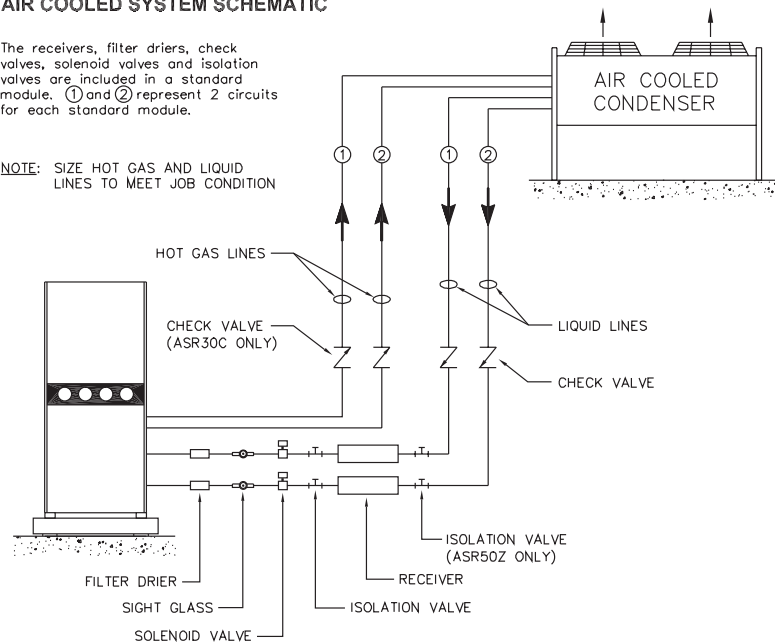 AIR COOLED SYSTEM SCHEMATIC
The receivers, filter driers, check
valves, solenoid valves and isolation
valves are included in a standard
module. 1 and 2 represent 2 circuits
for each standard module.
NOTE: SIZE HOT GAS AND LIQUID
LINES TO MEET JOB CONDITION
AIR COOLED
CONDENSER
1 2 1 2
HOT GAS LINES
CHECK VALVE
(ASR30C ONLY)
LIQUID LINES
CHECK VALVE
ISOLATION VALVE
(ASR50Z ONLY)
FILTER DRIER
RECEIVER
SIGHT GLASS
ISOLATION VALVE
SOLENOID VALVE